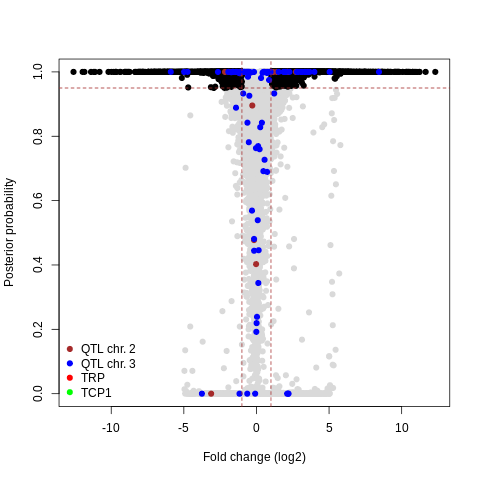 1.0
0.8
0.6
0.4
0.2
0.0
Posterior probability
QTL chr. 2
QTL chr. 3
TRP
TCP1
-10 -5 0 5 10
Fold change (log2)